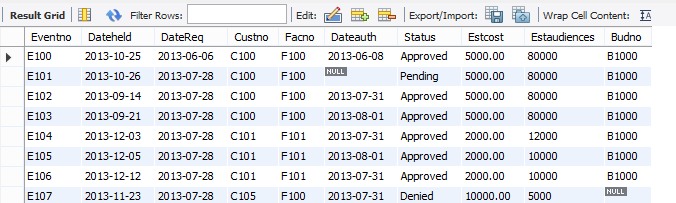 Result Grid Filter Rows: Edit: Export/Import: Wrap Cell Content: IA
Eventno Dateheld DateReq Custno Facno Dateauth Status Estcost Estaudiences Budno
E100 2013-10-25 2013-06-06 C100 F100 2013-06-08 Approved 5000.00 80000 B1000
E101 2013-10-26 2013-07-28 C100 F100 NULL Pending 5000.00 80000 B1000
E102 2013-09-14 2013-07-28 C100 F100 2013-07-31 Approved 5000.00 80000 B1000
E103 2013-09-21 2013-07-28 C100 F100 2013-08-01 Approved 5000.00 80000 B1000
E104 2013-12-03 2013-07-28 C101 F101 2013-07-31 Approved 2000.00 12000 B1000
E105 2013-12-05 2013-07-28 C101 F101 2013-08-01 Approved 2000.00 10000 B1000
E106 2013-12-12 2013-07-28 C101 F101 2013-07-31 Approved 2000.00 10000 B1000
E107 2013-11-23 2013-07-28 C105 F100 2013-07-31 Denied 10000.00 5000 NULL